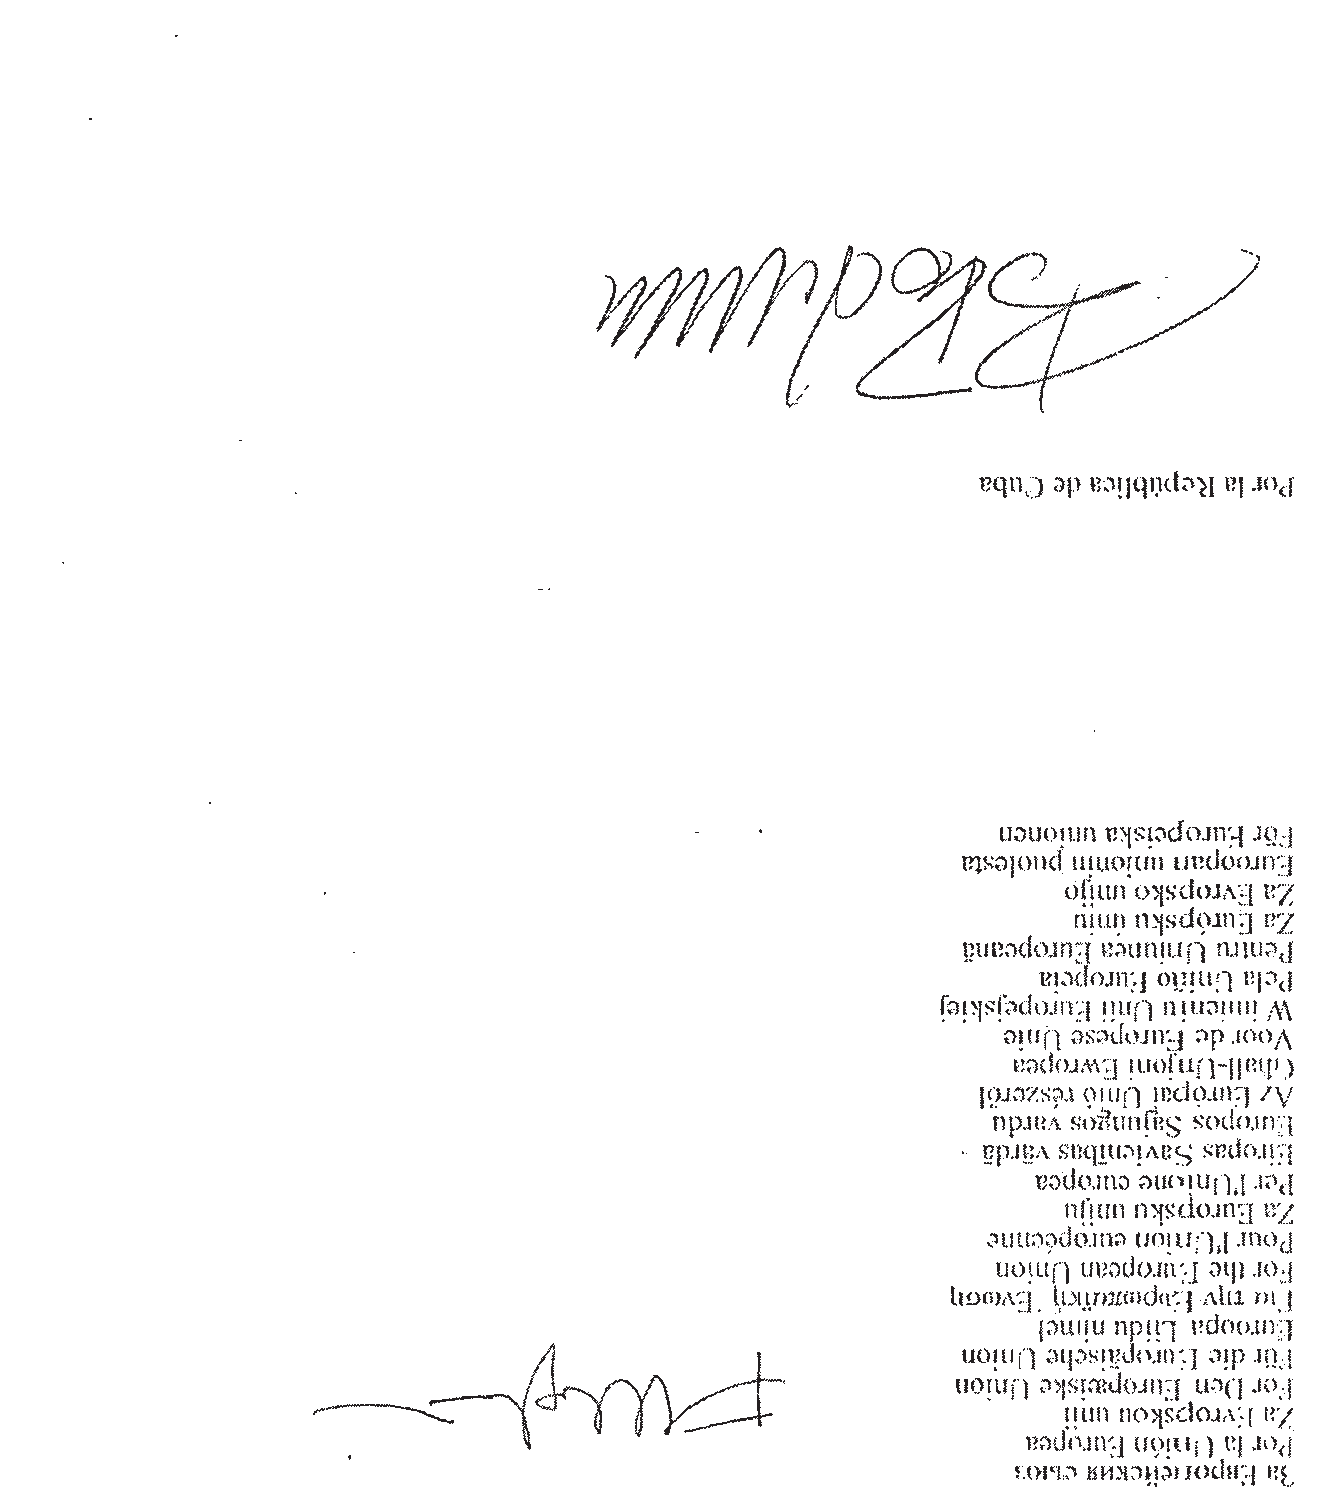 За Европейския съюз
Por la Unión Europea
Za Evropskou unii
For Den Europæiske Union
Für die Europäische Union
Euroopa Liidu nimel
Για την Ευρωπαϊκή Ένωση
For the European Union
Pour l'Union européenne
Za Europsku uniju
Per l'Unione europea
Eiropas Savienības vārdā –
Europos Sąjungos vardu
Az Európai Unió részéről
Għall-Unjoni Ewropea
Voor de Europese Unie
W imieniu Unii Europejskiej
Pela União Europeia
Pentru Uniunea Europeană
Za Európsku úniu
Za Evropsko unijo
Euroopan unionin puolesta
För Europeiska unionen
Por la República de Cuba